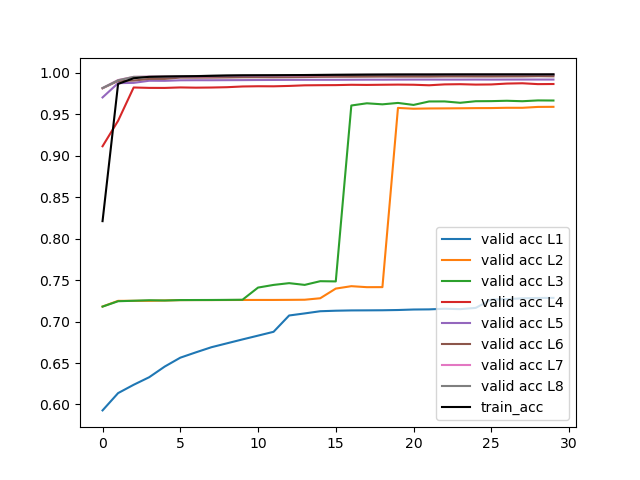 1.00
0.95
0.90
0.85
0.80
0.75
0.70
0.65
0.60
0
5
10
15
20
25
30
valid acc L1
valid acc L2
valid acc L3
valid acc L4
valid acc L5
valid acc L6
valid acc L7
valid acc L8
train_acc